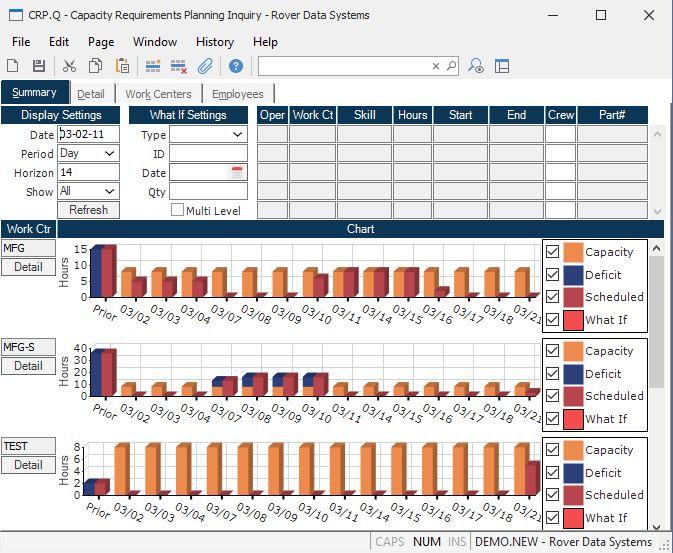 CRP.Q - Capacity Requirements Planning Inquiry - Rover Data Systems
File Edit Page Window History Help
Summary Detail Work Centers Employees
Display Settings What If Settings Oper Work Ct Skill Hours Start End Crew Part#
Date 03-02-11 Type
Period Day ID
Horizon 14 Date
Show All Qty
Refresh Multi Level
Work Ctr Chart
MFG
Detail
Hours
15
10
5
0
Prior 03/02 03/03 03/04 03/07 03/08 03/09 03/10 03/11 03/14 03/15 03/16 03/17 03/18 03/21
Capacity
Deficit
Scheduled
What If
MFG-S
Detail
Hours
40
30
20
10
0
Prior 03/02 03/03 03/04 03/07 03/08 03/09 03/10 03/11 03/14 03/15 03/16 03/17 03/18 03/21
Capacity
Deficit
Scheduled
What If
TEST
Detail
Hours
8
6
4
2
0
Prior 03/02 03/03 03/04 03/07 03/08 03/09 03/10 03/11 03/14 03/15 03/16 03/17 03/18 03/21
Capacity
Deficit
Scheduled
What If
CAPS NUM INS DEMO.NEW - Rover Data Systems